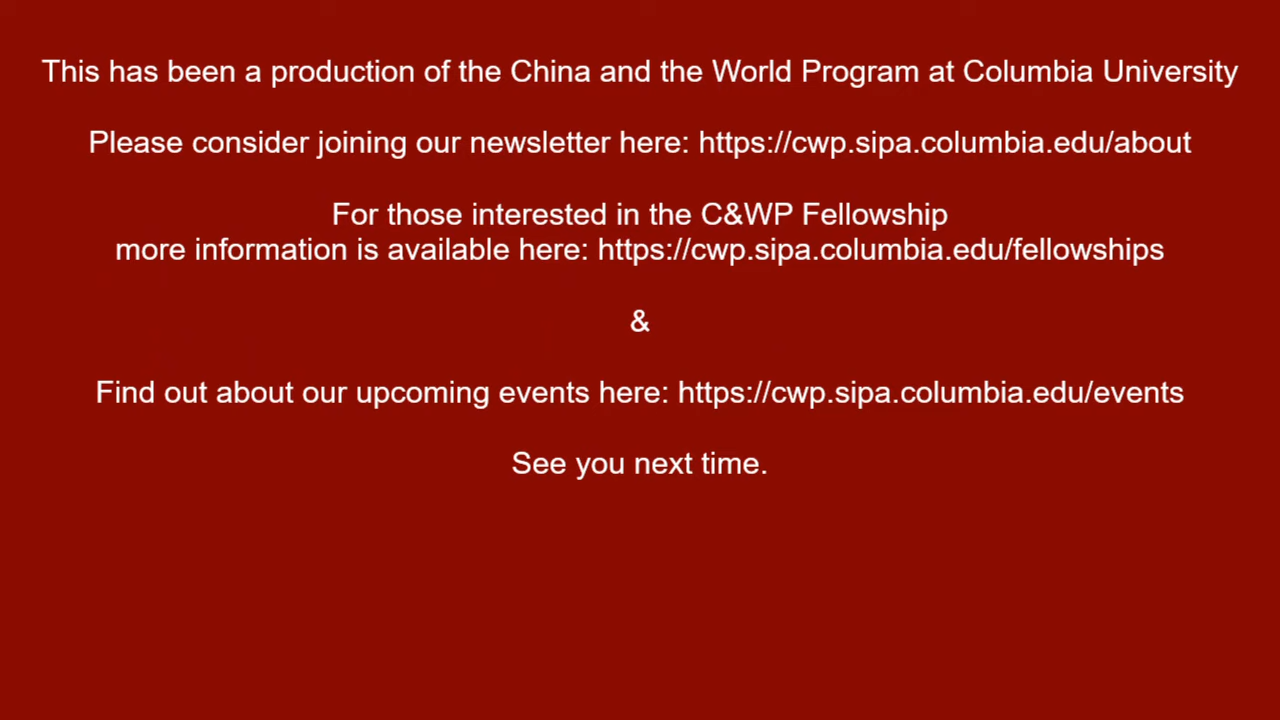 This has been a production of the China and the World Program at Columbia University
Please consider joining our newsletter here: https://cwp.sipa.columbia.edu/about
For those interested in the C&WP Fellowship
more information is available here: https://cwp.sipa.columbia.edu/fellowships
&
Find out about our upcoming events here: https://cwp.sipa.columbia.edu/events
See you next time.